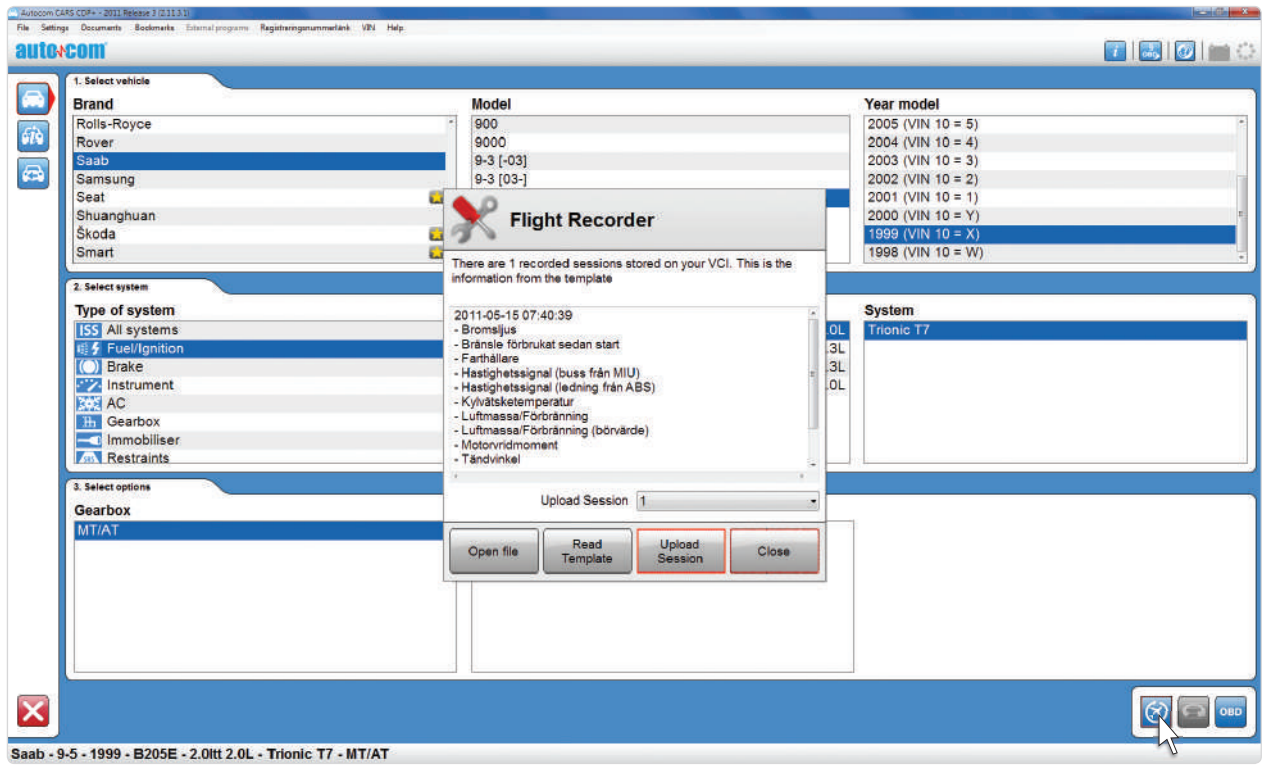 Autocom CARS CDP+ - 2011 Release 3 (2.11.3.1)
File Settings Documents Bookmarks External programs Registreringsnummerlänk VIN Help
auto com
1. Select vehicle
Brand
Rolls-Royce
Rover
Saab
Samsung
Seat
Shuanghuan
Škoda
Smart
Model
900
9000
9-3 [-03]
9-3 [03-]
Year model
2005 (VIN 10 = 5)
2004 (VIN 10 = 4)
2003 (VIN 10 = 3)
2002 (VIN 10 = 2)
2001 (VIN 10 = 1)
2000 (VIN 10 = Y)
1999 (VIN 10 = X)
1998 (VIN 10 = W)
Flight Recorder
There are 1 recorded sessions stored on your VCI. This is the
information from the template
2011-05-15 07:40:39
- Bromsljus
- Bränsle förbrukat sedan start
- Farthållare
- Hastighetssignal (buss från MIU)
- Hastighetssignal (ledning från ABS)
- Kylvätsketemperatur
- Luftmassa/Förbränning
- Luftmassa/Förbränning (börvärde)
- Motorvridmoment
- Tändvinkel
Upload Session 1
Open file
Read
Template
Upload
Session
Close
2. Select system
Type of system
ISS All systems
Fuel/Ignition
Brake
Instrument
AC
Gearbox
Immobiliser
SRS Restraints
.0L
.3L
.3L
.0L
System
Trionic T7
3. Select options
Gearbox
MT/AT
OBD
Saab - 9-5 - 1999 - B205E - 2.0ltt 2.0L - Trionic T7 - MT/AT